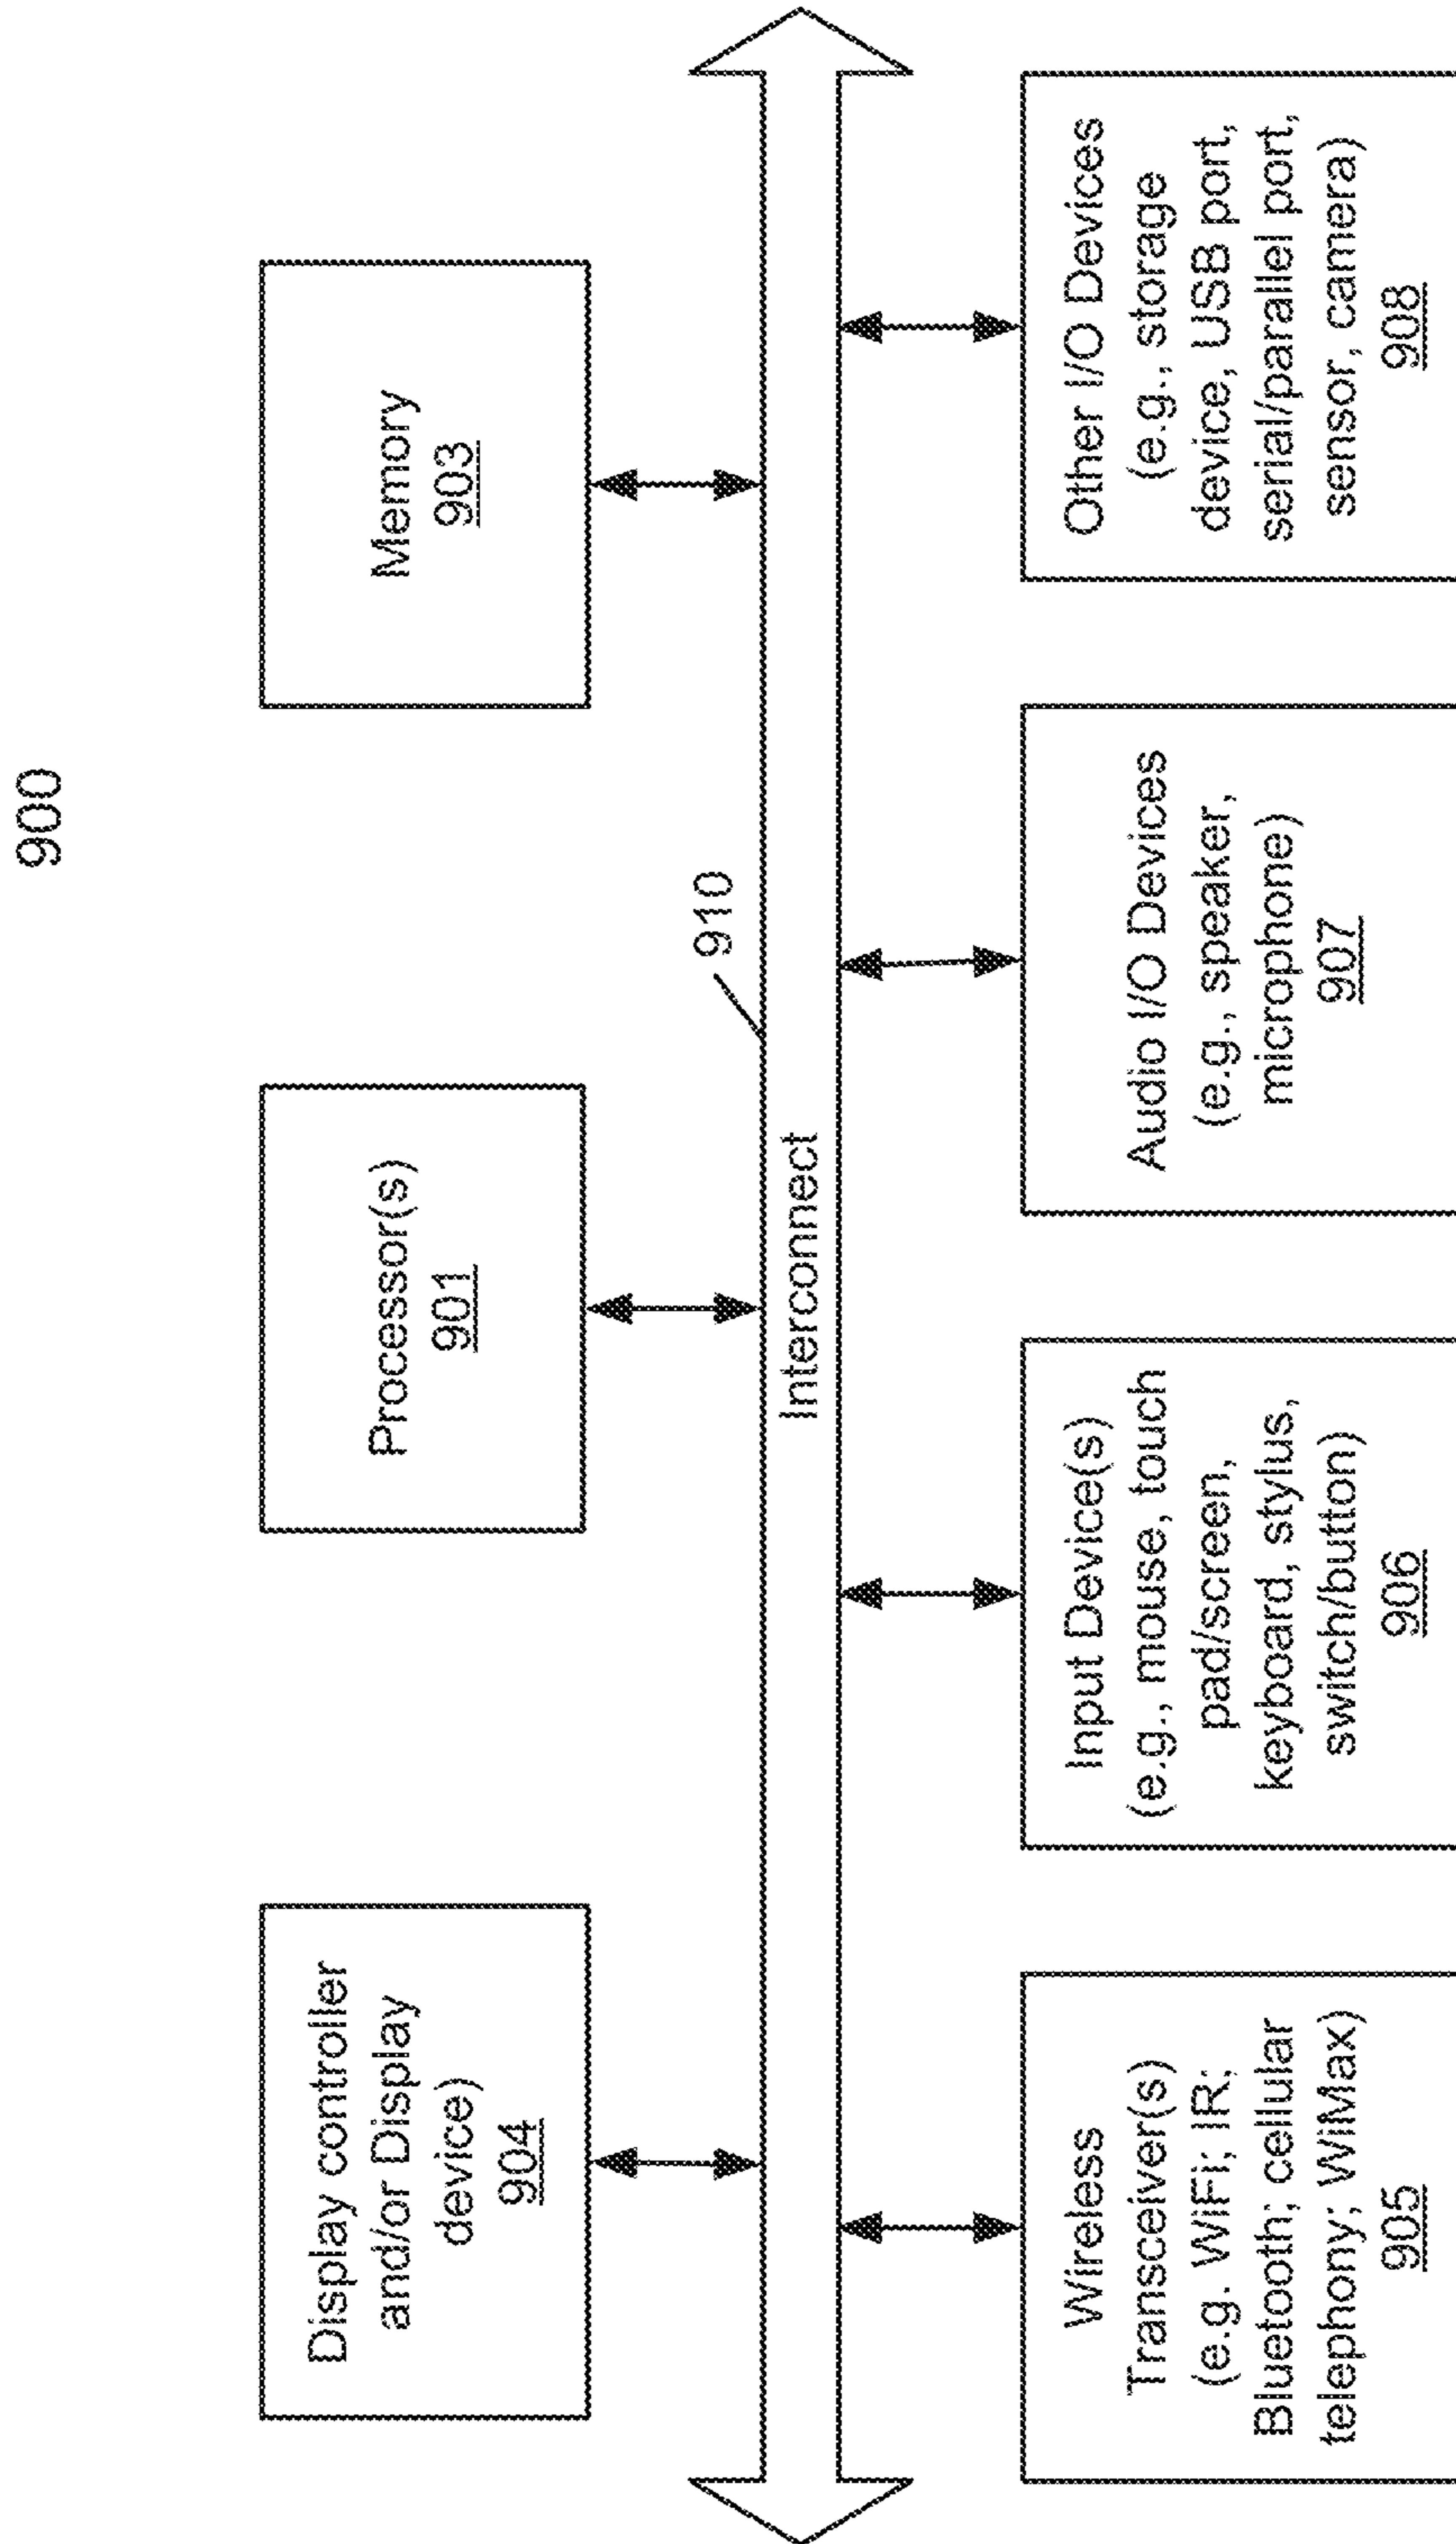 900
Display controller
and/or Display
device)
904
Processor(s)
901
Memory
903
910
Interconnect
Wireless
Transceiver(s)
(e.g. WiFi; IR;
Bluetooth; cellular
telephony; WiMax)
905
Input Device(s)
(e.g., mouse, touch
pad/screen,
keyboard, stylus,
switch/button)
906
Audio I/O Devices
(e.g., speaker,
microphone)
907
Other I/O Devices
(e.g., storage
device, USB port,
serial/parallel port,
sensor, camera)
908